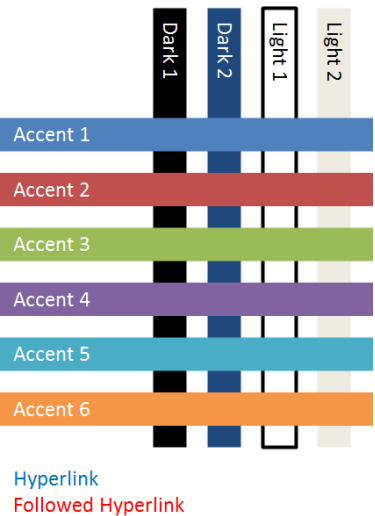 Dark 1
Dark 2
Light 1
Light 2
Accent 1
Accent 2
Accent 3
Accent 4
Accent 5
Accent 6
Hyperlink
Followed Hyperlink